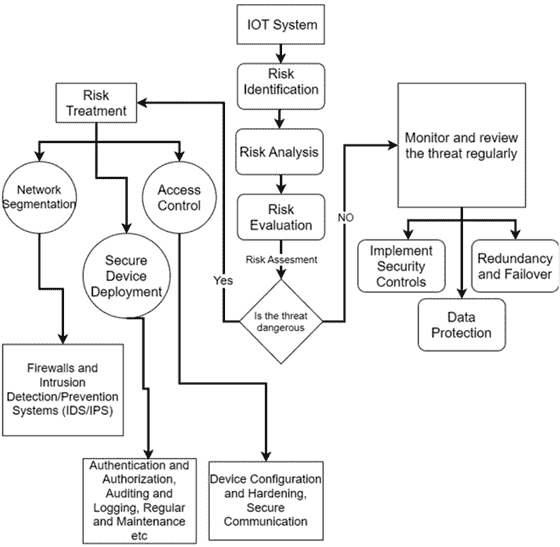 IOT System
Risk
Identification
Risk Analysis
Risk
Evaluation
Risk Assesment
Is the threat
dangerous
Yes
NO
Risk
Treatment
Network
Segmentation
Secure
Device
Deployment
Access
Control
Firewalls and
Intrusion
Detection/Prevention
Systems (IDS/IPS)
Authentication and
Authorization,
Auditing and
Logging, Regular
and Maintenance
etc
Device Configuration
and Hardening,
Secure
Communication
Monitor and review
the threat regularly
Implement
Security
Controls
Data
Protection
Redundancy
and Failover